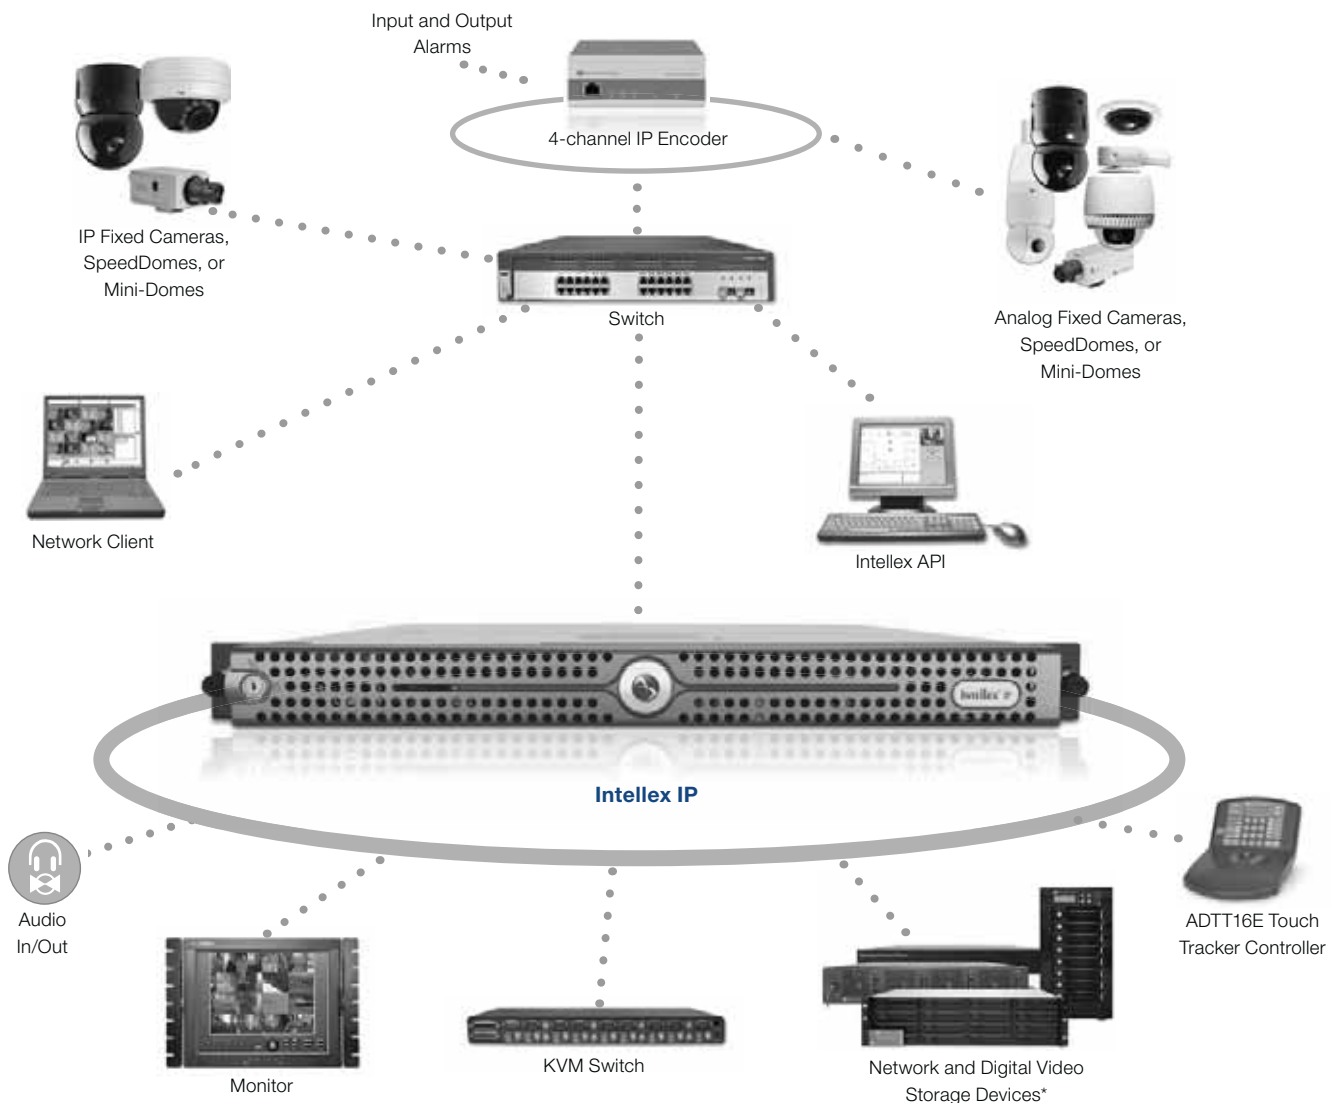 Input and Output
Alarms
4-channel IP Encoder
IP Fixed Cameras,
SpeedDomes, or
Mini-Domes
Switch
Analog Fixed Cameras,
SpeedDomes, or
Mini-Domes
Network Client
Intellex API
Intellex IP
Intellex IP
Audio
In/Out
ADTT16E Touch
Tracker Controller
Monitor
KVM Switch
Network and Digital Video
Storage Devices*